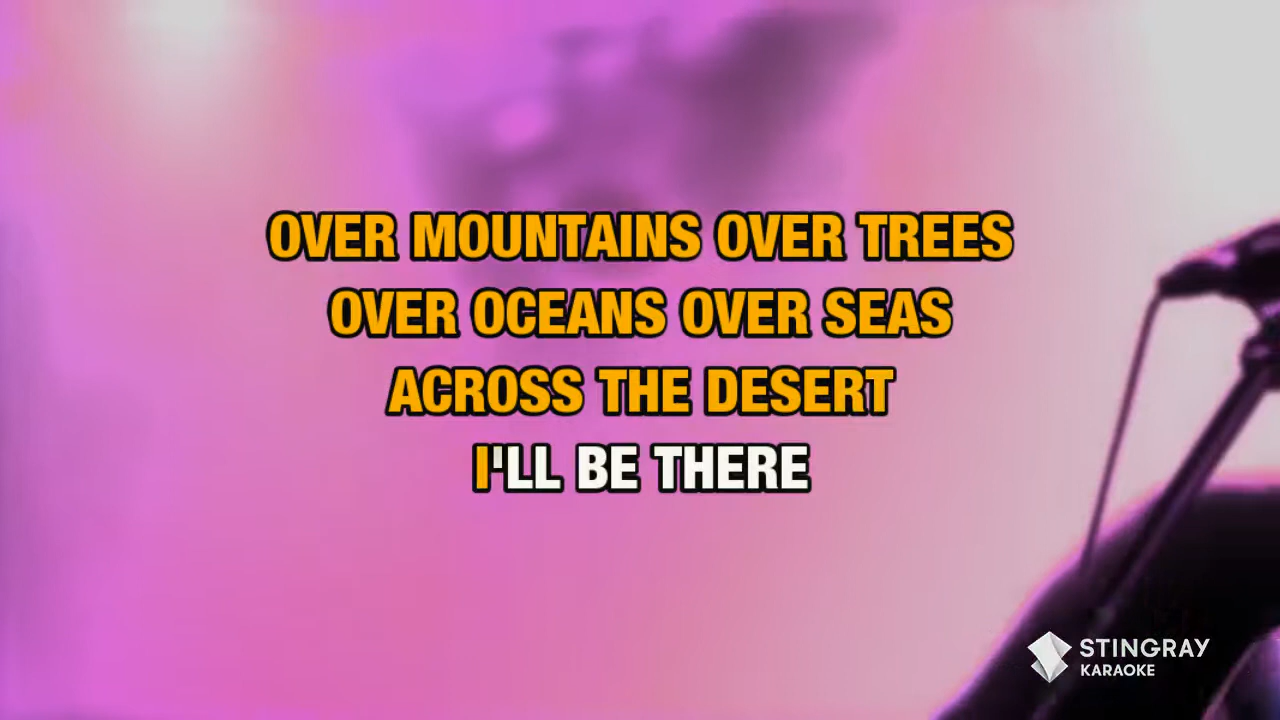 OVER MOUNTAINS OVER TREES
OVER OCEANS OVER SEAS
ACROSS THE DESERT
I'LL BE THERE
STINGRAY
KARAOKE